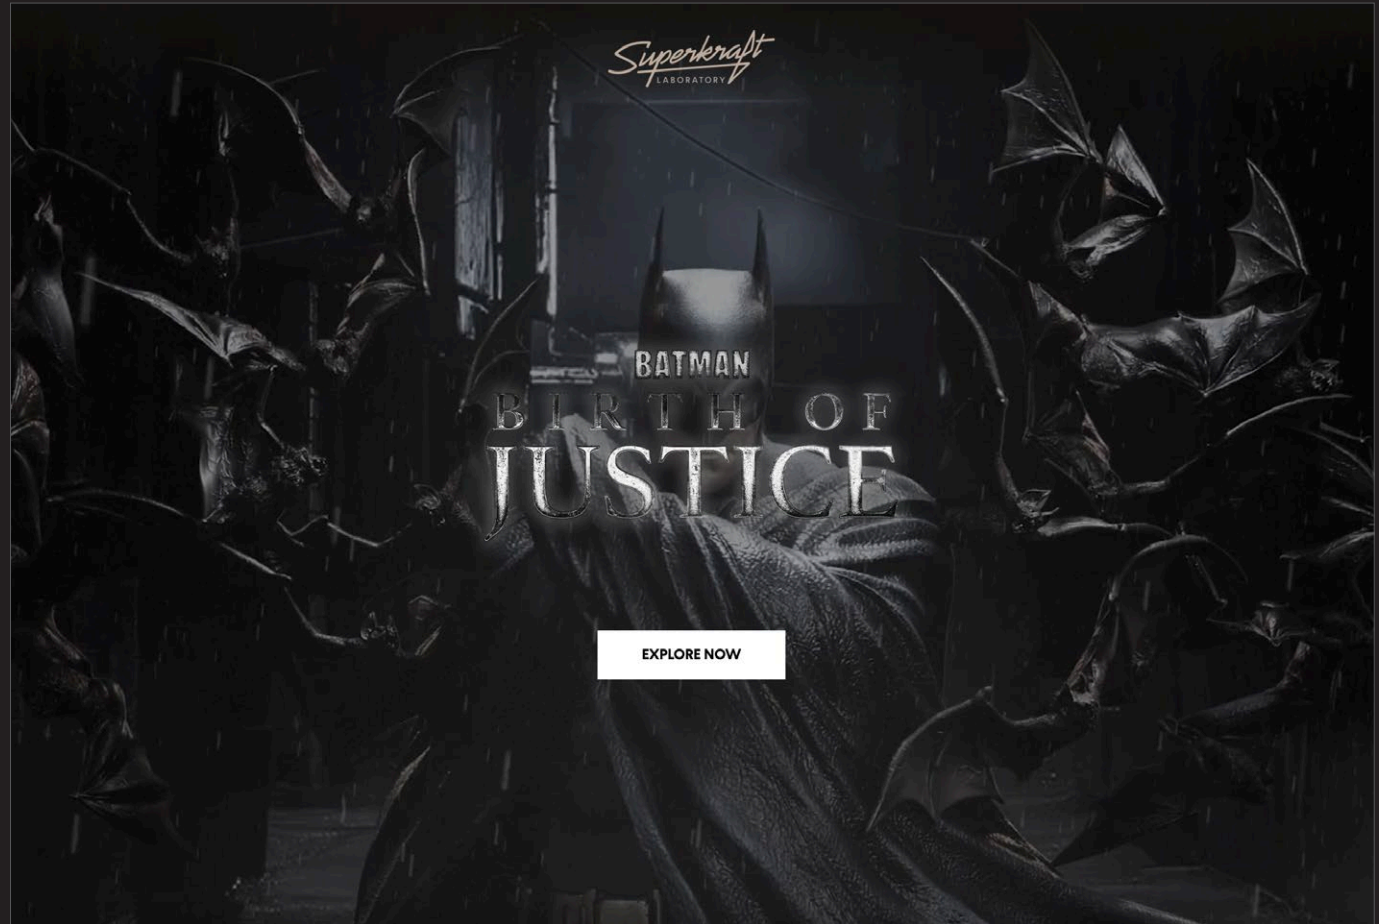 Superkraft
LABORATORY
BATMAN
BIRTH OF
JUSTICE
EXPLORE NOW